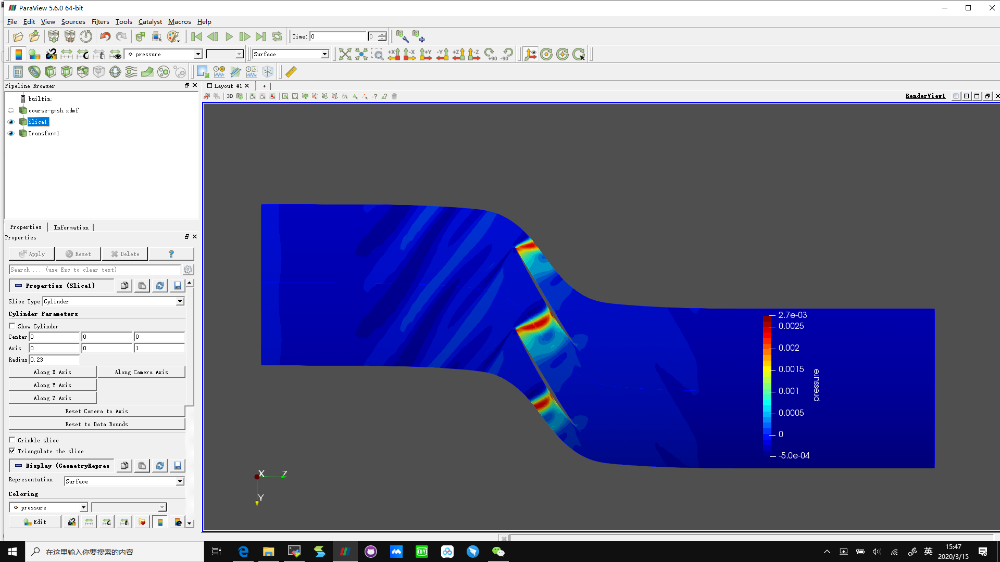 ParaView 5.6.0 64-bit
File Edit View Sources Filters Tools Catalyst Macros Help
Time: 0 0
pressure Surface
+X -X +Y -Y +Z -Z +90 -90
Pipeline Browser
Layout #1 +
3D
RenderView1
builtin:
coarse-gmsh.xdmf
Slice1
Transform1
Properties Information
Properties
Apply Reset Delete ?
Search ... (use Esc to clear text)
Properties (Slice1)
Slice Type Cylinder
Cylinder Parameters
Show Cylinder
Center 0 0 0
Axis 0 0 1
Radius 0.23
Along X Axis Along Camera Axis
Along Y Axis
Along Z Axis
Reset Camera to Axis
Reset to Data Bounds
Crinkle slice
Triangulate the slice
Display (GeometryRepres
Representation Surface
Coloring
pressure
Edit
2.7e-03
0.0025
0.002
0.0015
0.001
0.0005
0
-5.0e-04
pressure
X Z
Y
在这里输入你要搜索的内容
QIY
英
15:47
2020/3/15